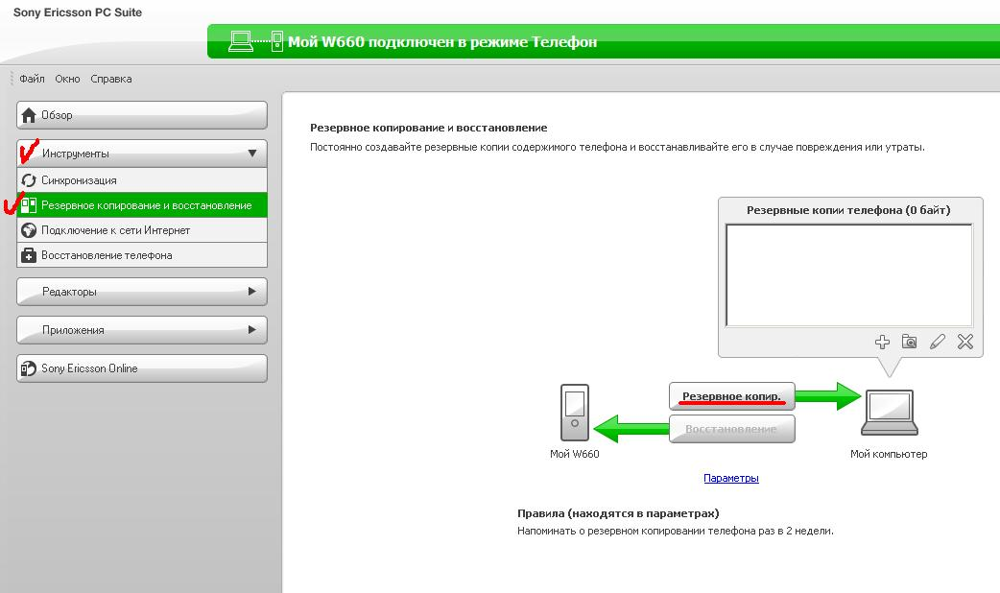 Sony Ericsson PC Suite
Мой W660 подключен в режиме Телефон
Файл Окно Справка
Обзор
Инструменты
Синхронизация
Резервное копирование и восстановление
Подключение к сети Интернет
Восстановление телефона
Редакторы
Приложения
Sony Ericsson Online
Резервное копирование и восстановление
Постоянно создавайте резервные копии содержимого телефона и восстанавливайте его в случае повреждения или утраты.
Резервные копии телефона (0 байт)
Резервное копир.
Восстановление
Мой W660
Мой компьютер
Параметры
Правила (находятся в параметрах)
Напоминать о резервном копировании телефона раз в 2 недели.